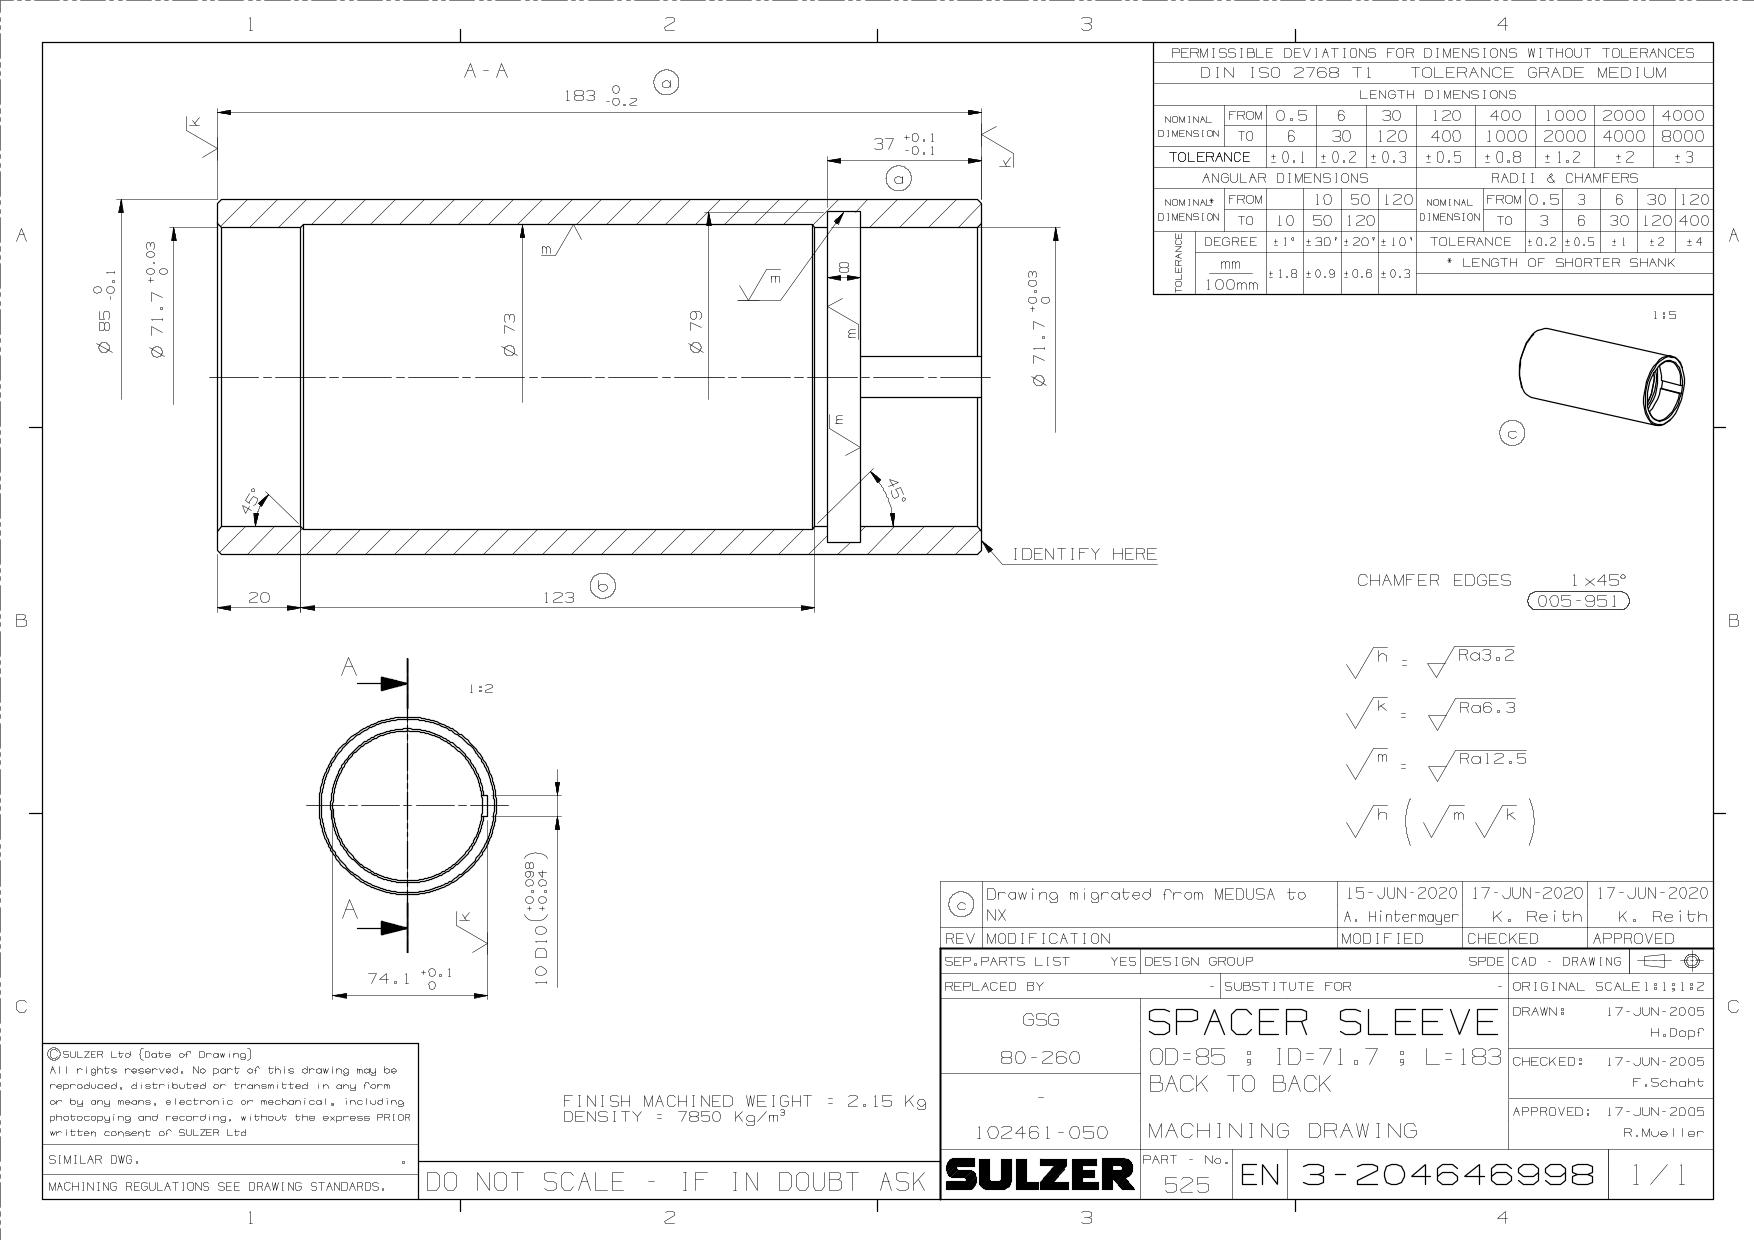 1 2 3 4
A
B
C
A
B
C
1 2 3 4
A-A
183 0 -0.2
a
k
k
37 +0.1 -0.1
a
Ø 85 0 -0.1
Ø 71.7 +0.03 0
Ø 73
Ø 79
Ø 71.7 +0.03 0
m
m
8
m
m
45°
45°
IDENTIFY HERE
20
123
b
A
1:2
A
k
74.1 +0.1 0
10 D10 (+0.098 +0.04)
PERMISSIBLE DEVIATIONS FOR DIMENSIONS WITHOUT TOLERANCES
DIN ISO 2768 T1 TOLERANCE GRADE MEDIUM
LENGTH DIMENSIONS
NOMINAL DIMENSION
FROM 0.5 6 30 120 400 1000 2000 4000
TO 6 30 120 400 1000 2000 4000 8000
TOLERANCE ±0.1 ±0.2 ±0.3 ±0.5 ±0.8 ±1.2 ±2 ±3
ANGULAR DIMENSIONS RADII & CHAMFERS
NOMINAL* DIMENSION
FROM 10 50 120
TO 10 50 120
NOMINAL DIMENSION
FROM 0.5 3 6 30 120
TO 3 6 30 120 400
TOLERANCE
DEGREE ±1° ±30' ±20' ±10'
TOLERANCE ±0.2 ±0.5 ±1 ±2 ±4
mm
100mm
±1.8 ±0.9 ±0.6 ±0.3
* LENGTH OF SHORTER SHANK
1:5
c
CHAMFER EDGES 1x45°
005-951
h = Ra3.2
k = Ra6.3
m = Ra12.5
h ( m k )
c
Drawing migrated from MEDUSA to
NX
15-JUN-2020 17-JUN-2020 17-JUN-2020
A. Hintermayer K. Reith K. Reith
REV MODIFICATION MODIFIED CHECKED APPROVED
SEP.PARTS LIST YES DESIGN GROUP SPDE CAD - DRAWING
REPLACED BY - SUBSTITUTE FOR - ORIGINAL SCALE1:1;1:2
GSG
80-260
-
102461-050
SPACER SLEEVE
OD=85 ; ID=71.7 ; L=183
BACK TO BACK
MACHINING DRAWING
DRAWN: 17-JUN-2005
H.Dopf
CHECKED: 17-JUN-2005
F.Schaht
APPROVED: 17-JUN-2005
R.Mueller
SULZER
PART - No.
525
EN
3-204646998
1/1
©SULZER Ltd {Date of Drawing}
All rights reserved. No part of this drawing may be
reproduced, distributed or transmitted in any form
or by any means, electronic or mechanical, including
photocopying and recording, without the express PRIOR
written consent of SULZER Ltd
SIMILAR DWG. .
MACHINING REGULATIONS SEE DRAWING STANDARDS.
FINISH MACHINED WEIGHT = 2.15 Kg
DENSITY = 7850 Kg/m³
DO NOT SCALE - IF IN DOUBT ASK